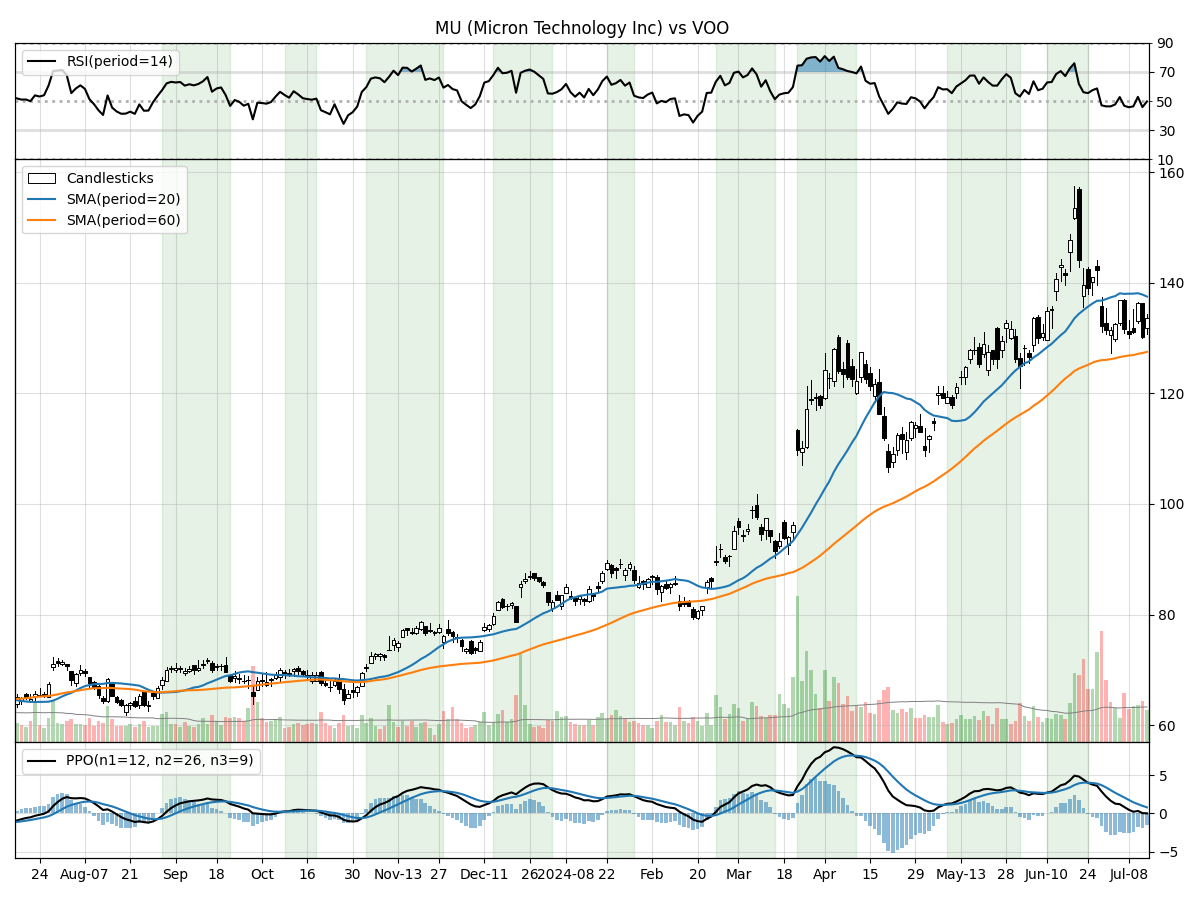 MU (Micron Technology Inc) vs VOO
RSI(period=14)
90
70
50
30
10
Candlesticks
SMA(period=20)
SMA(period=60)
160
140
120
100
80
60
PPO(n1=12, n2=26, n3=9)
5
0
−5
24 Aug-07 21 Sep 18 Oct 16 30 Nov-13 27 Dec-11 26 2024-08 22 Feb 20 Mar 18 Apr 15 29 May-13 28 Jun-10 24 Jul-08